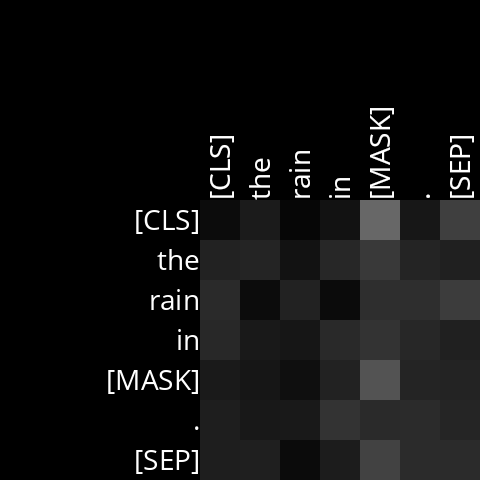 [CLS] the rain in [MASK] . [SEP]
[CLS]
the
rain
in
[MASK]
.
[SEP]